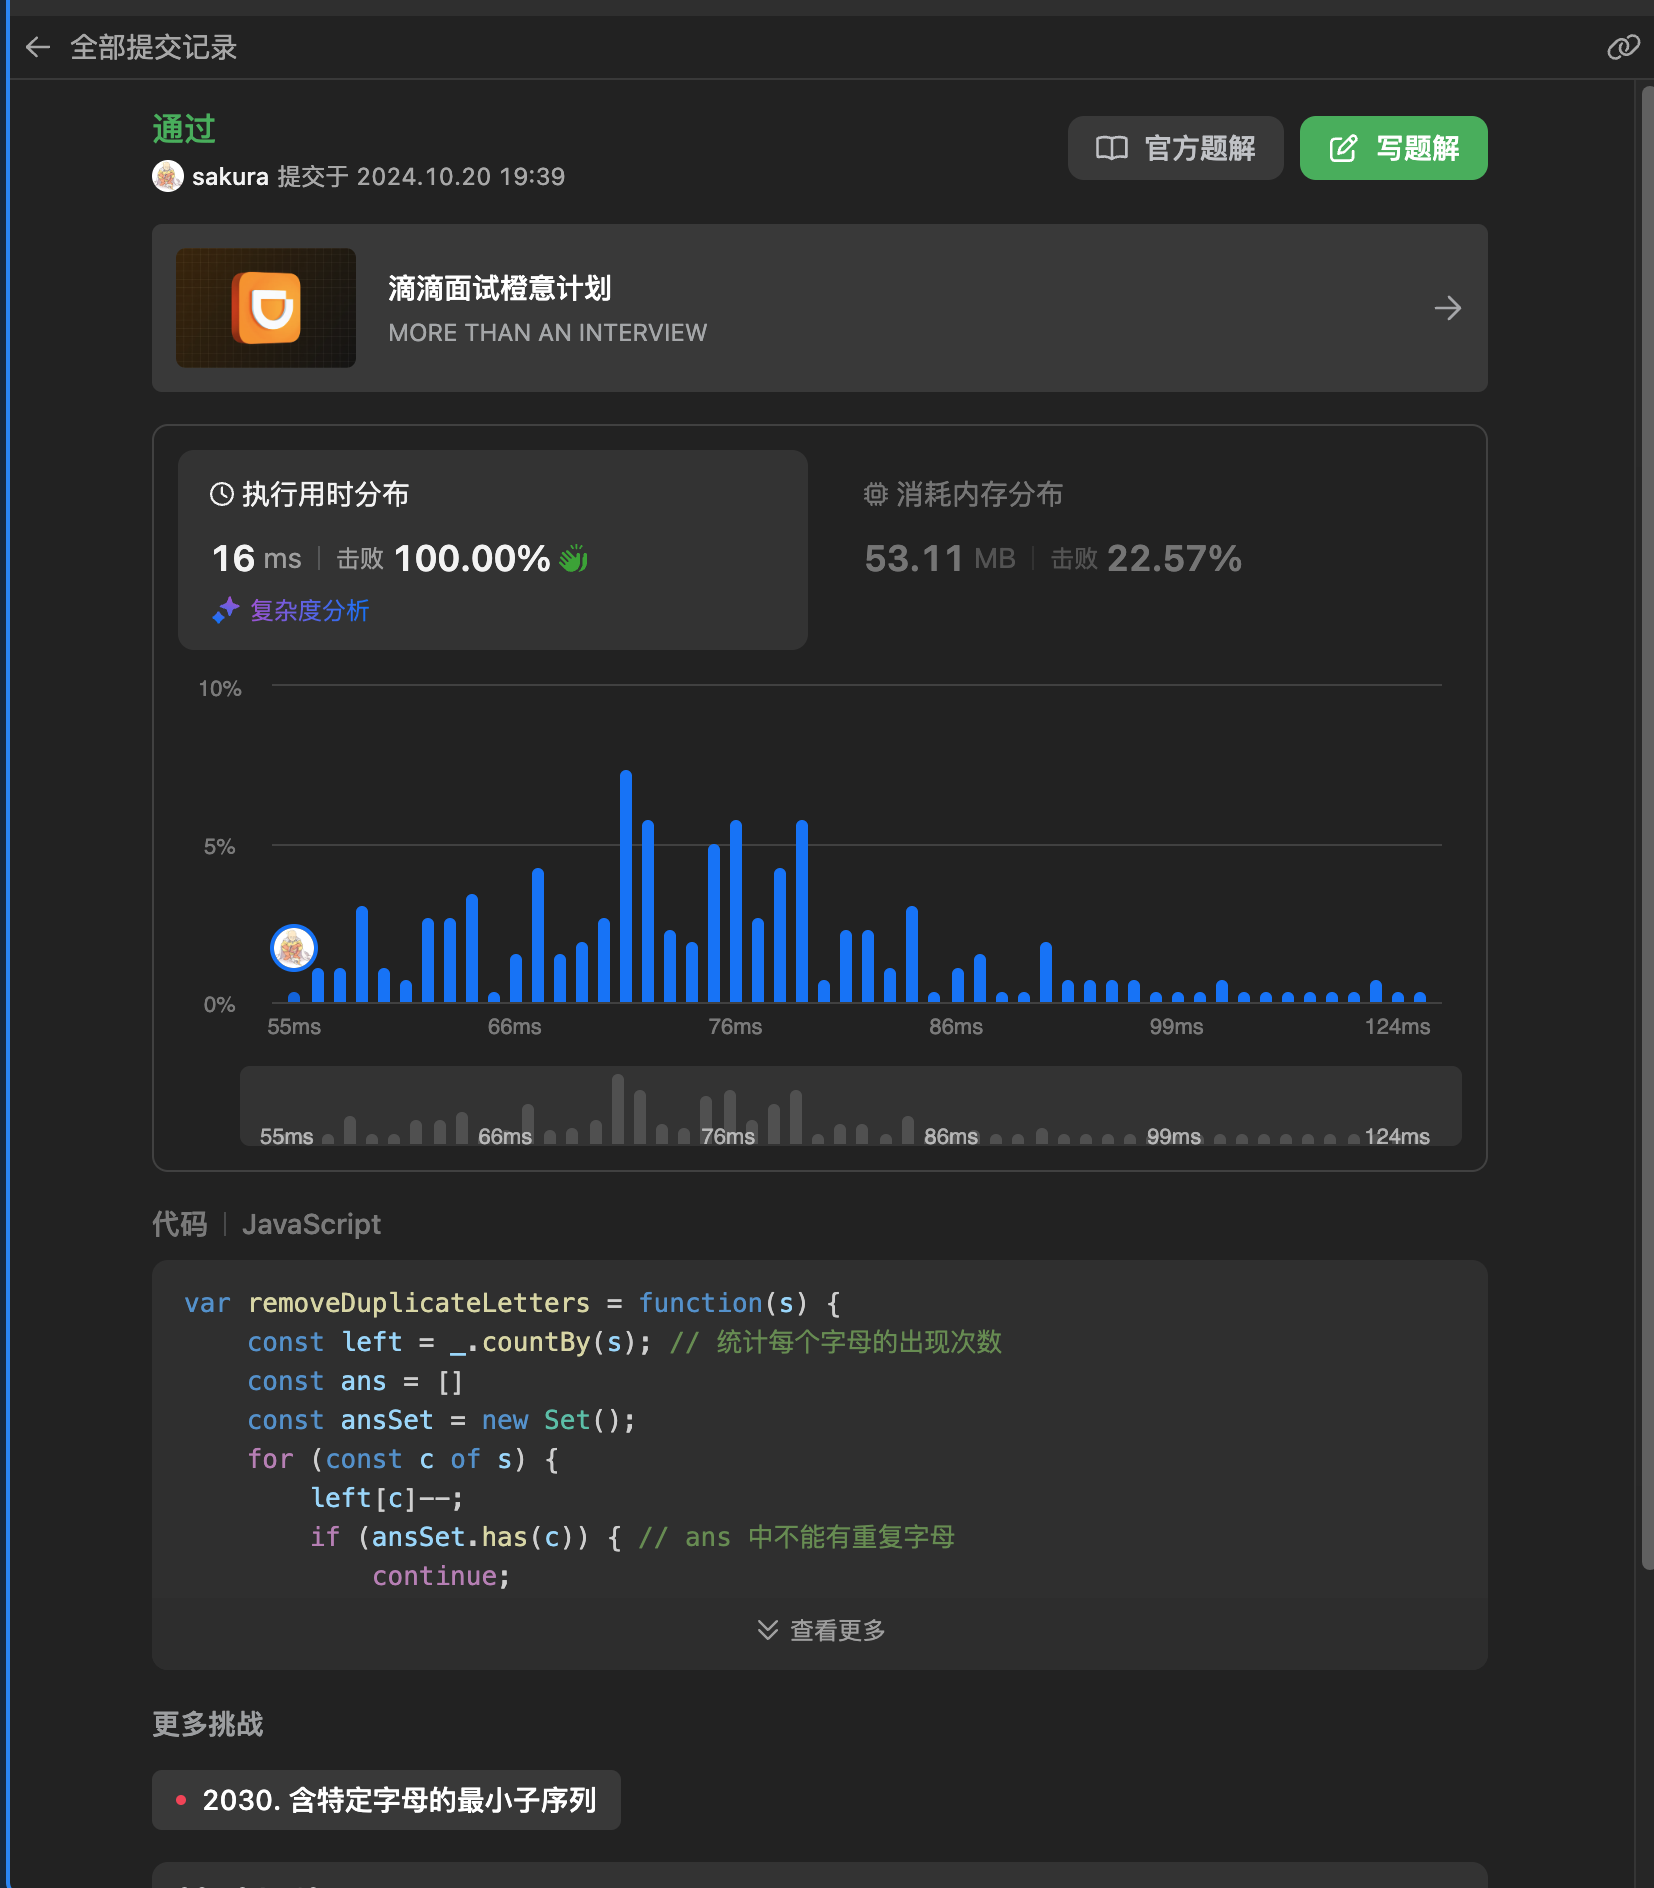 全部提交记录
通过
sakura 提交于 2024.10.20 19:39
官方题解
写题解
滴滴面试橙意计划
MORE THAN AN INTERVIEW
执行用时分布
16 ms | 击败 100.00%
复杂度分析
消耗内存分布
53.11 MB | 击败 22.57%
10%
5%
0%
55ms 66ms 76ms 86ms 99ms 124ms
55ms 66ms 76ms 86ms 99ms 124ms
代码 | JavaScript
var removeDuplicateLetters = function(s) {
    const left = _.countBy(s); // 统计每个字母的出现次数
    const ans = []
    const ansSet = new Set();
    for (const c of s) {
        left[c]--;
        if (ansSet.has(c)) { // ans 中不能有重复字母
            continue;
查看更多
更多挑战
2030. 含特定字母的最小子序列